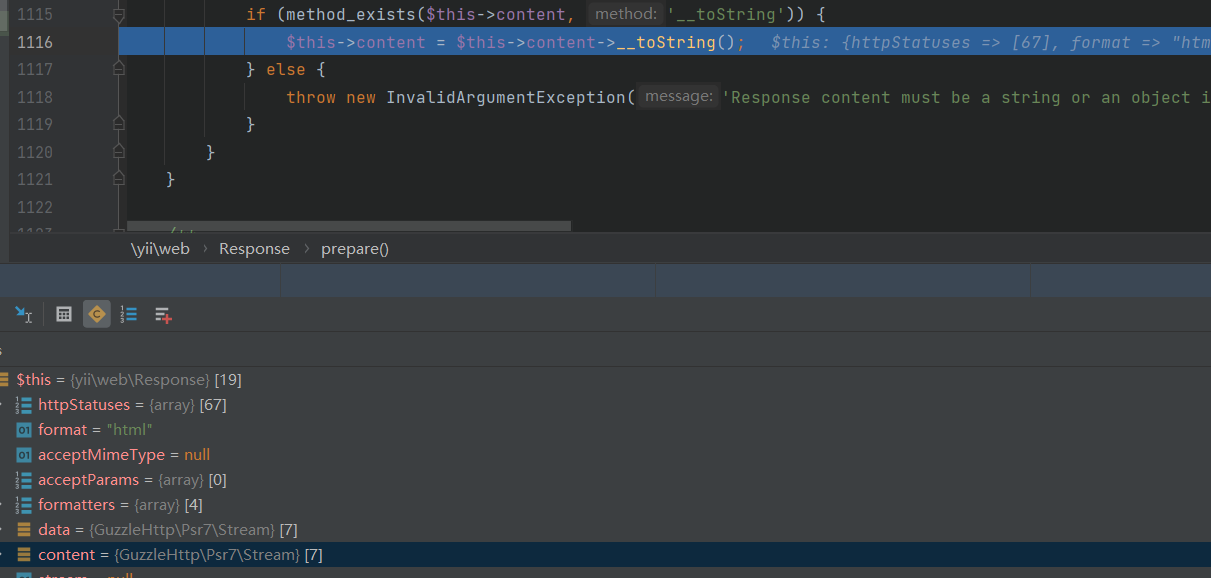 1115 if (method_exists($this->content, method: '__toString')) {
1116 $this->content = $this->content->__toString(); $this: {httpStatuses => [67], format => "htm
1117 } else {
1118 throw new InvalidArgumentException( message: 'Response content must be a string or an object i
1119 }
1120 }
1121 }
1122
\yii\web › Response › prepare()
$this = {yii\web\Response} [19]
httpStatuses = {array} [67]
format = "html"
acceptMimeType = null
acceptParams = {array} [0]
formatters = {array} [4]
data = {GuzzleHttp\Psr7\Stream} [7]
content = {GuzzleHttp\Psr7\Stream} [7]
stream = null